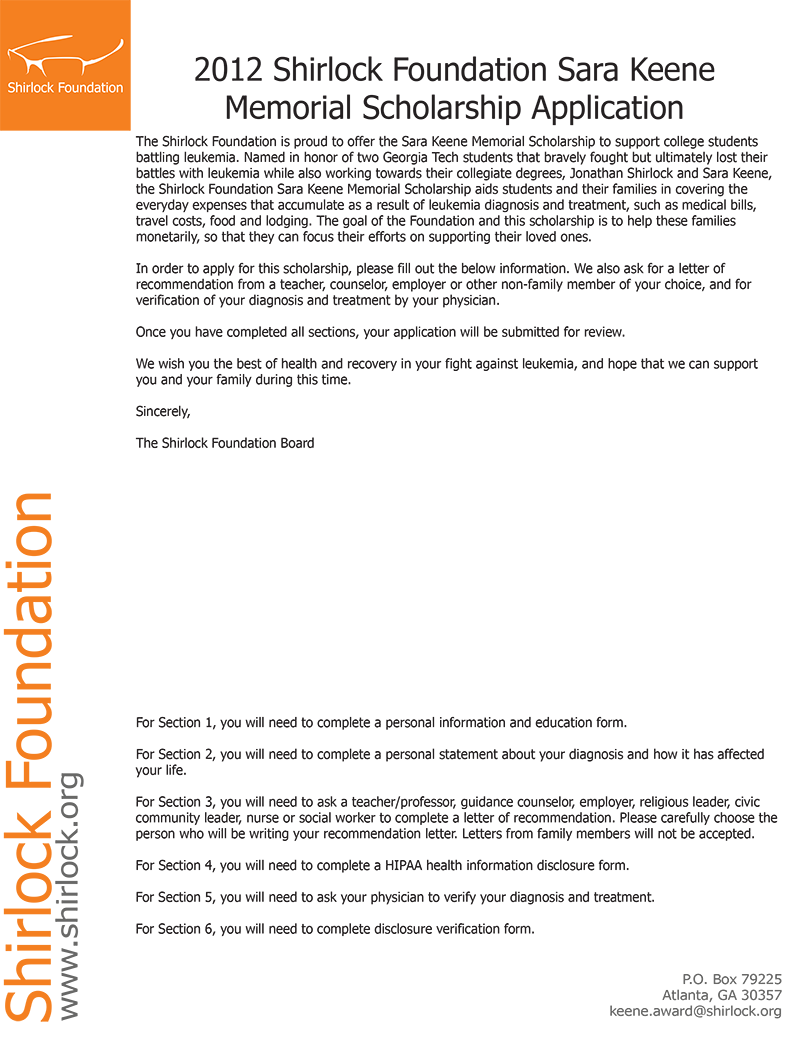 Shirlock Foundation
2012 Shirlock Foundation Sara Keene
Memorial Scholarship Application
The Shirlock Foundation is proud to offer the Sara Keene Memorial Scholarship to support college students
battling leukemia. Named in honor of two Georgia Tech students that bravely fought but ultimately lost their
battles with leukemia while also working towards their collegiate degrees, Jonathan Shirlock and Sara Keene,
the Shirlock Foundation Sara Keene Memorial Scholarship aids students and their families in covering the
everyday expenses that accumulate as a result of leukemia diagnosis and treatment, such as medical bills,
travel costs, food and lodging. The goal of the Foundation and this scholarship is to help these families
monetarily, so that they can focus their efforts on supporting their loved ones.
In order to apply for this scholarship, please fill out the below information. We also ask for a letter of
recommendation from a teacher, counselor, employer or other non-family member of your choice, and for
verification of your diagnosis and treatment by your physician.
Once you have completed all sections, your application will be submitted for review.
We wish you the best of health and recovery in your fight against leukemia, and hope that we can support
you and your family during this time.
Sincerely,
The Shirlock Foundation Board
Shirlock Foundation
www.shirlock.org
For Section 1, you will need to complete a personal information and education form.
For Section 2, you will need to complete a personal statement about your diagnosis and how it has affected
your life.
For Section 3, you will need to ask a teacher/professor, guidance counselor, employer, religious leader, civic
community leader, nurse or social worker to complete a letter of recommendation. Please carefully choose the
person who will be writing your recommendation letter. Letters from family members will not be accepted.
For Section 4, you will need to complete a HIPAA health information disclosure form.
For Section 5, you will need to ask your physician to verify your diagnosis and treatment.
For Section 6, you will need to complete disclosure verification form.
P.O. Box 79225
Atlanta, GA 30357
keene.award@shirlock.org